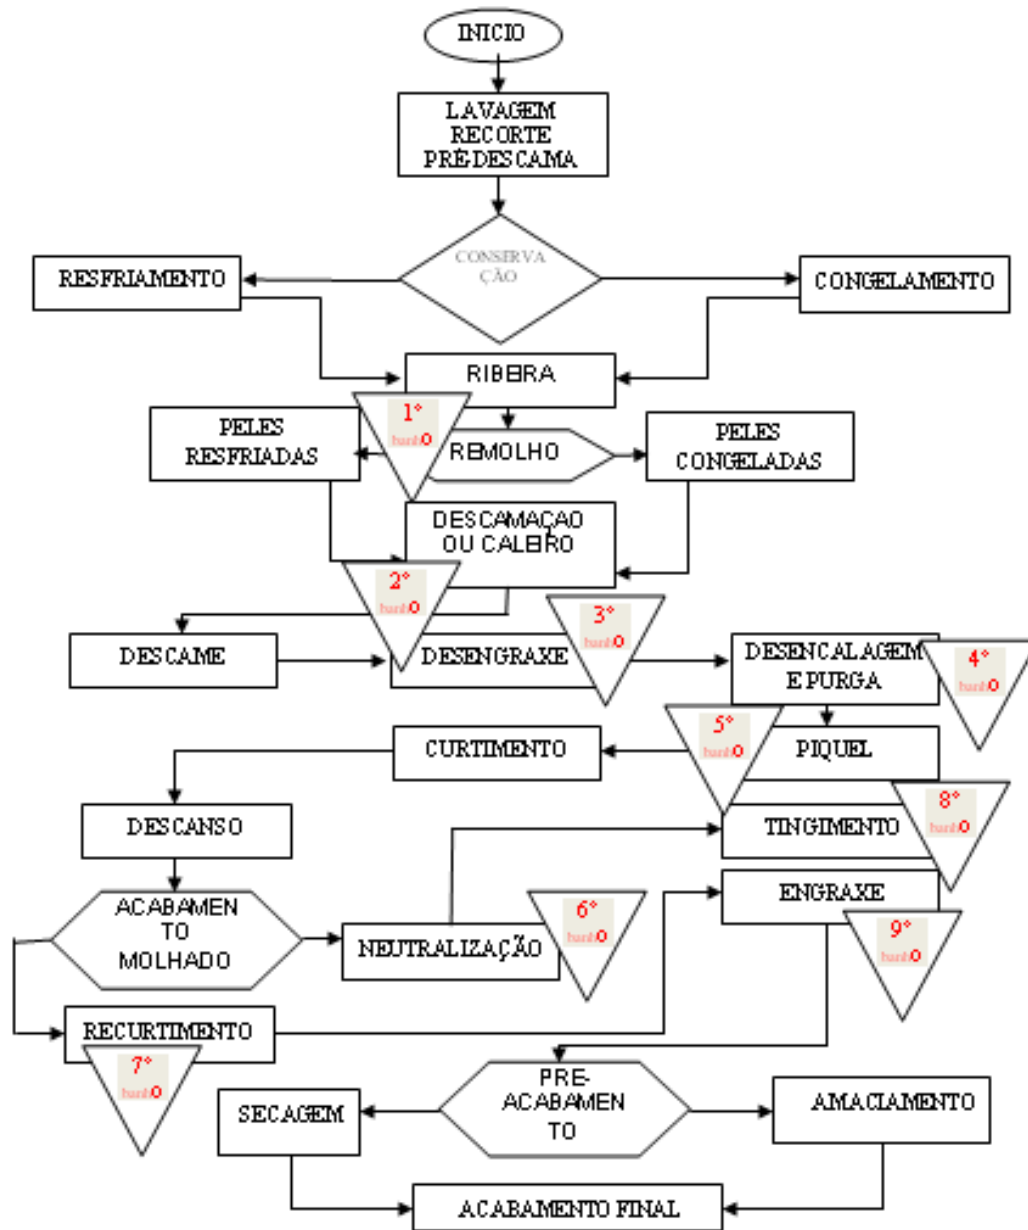 INICIO
LAVAGEM
RECORTE
PRÉ-DESCAMA
CONSERVA
ÇÃO
RESFRIAMENTO
CONGELAMENTO
RIBEIRA
1°
banhO
PELES
RESFRIADAS
REMOLHO
PELES
CONGELADAS
DESCAMAÇAO
OU CALEIRO
2°
banhO
3°
banhO
DESCAME
DESENGRAXE
DESENCALAGEM
E PURGA
4°
banhO
5°
banhO
CURTIMENTO
PIQUEL
8°
banhO
DESCANSO
TINGIMENTO
ENGRAXE
ACABAMEN
TO
MOLHADO
6°
banhO
NEUTRALIZAÇÃO
9°
banhO
RECURTIMENTO
7°
banhO
PRE-
ACABAMEN
TO
SECAGEM
AMACIAMENTO
ACABAMENTO FINAL